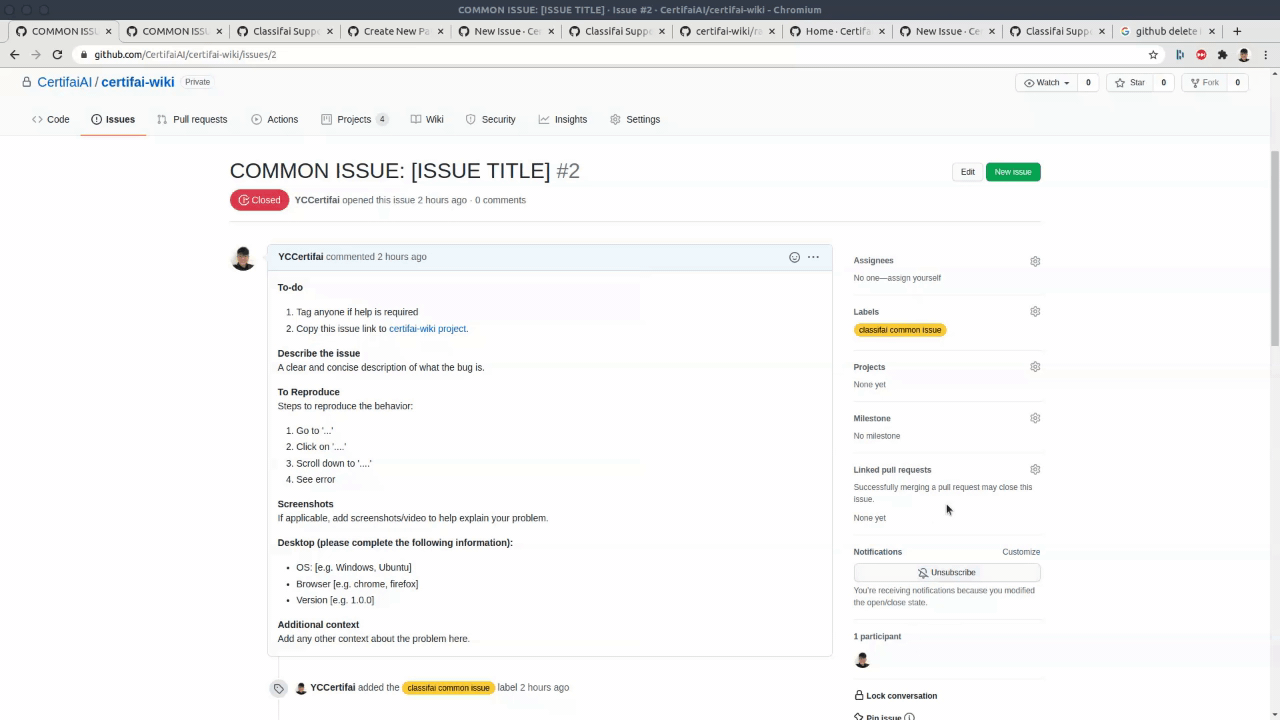 COMMON ISSUE: [ISSUE TITLE] · Issue #2 · CertifaiAI/certifai-wiki - Chromium
COMMON ISSU
COMMON ISSU
Classifai Supp
Create New Pa
New Issue · Ce
Classifai Supp
certifai-wiki/ra
Home · Certifa
New Issue · Ce
Classifai Supp
github delete
github.com/CertifaiAI/certifai-wiki/issues/2
CertifaiAI / certifai-wiki Private
Watch 0 Star 0 Fork 0
Code Issues Pull requests Actions Projects 4 Wiki Security Insights Settings
COMMON ISSUE: [ISSUE TITLE] #2
Edit New issue
Closed YCCertifai opened this issue 2 hours ago · 0 comments
YCCertifai commented 2 hours ago
To-do
1. Tag anyone if help is required
2. Copy this issue link to certifai-wiki project.
Describe the issue
A clear and concise description of what the bug is.
To Reproduce
Steps to reproduce the behavior:
1. Go to '...'
2. Click on '....'
3. Scroll down to '....'
4. See error
Screenshots
If applicable, add screenshots/video to help explain your problem.
Desktop (please complete the following information):
• OS: [e.g. Windows, Ubuntu]
• Browser [e.g. chrome, firefox]
• Version [e.g. 1.0.0]
Additional context
Add any other context about the problem here.
YCCertifai added the classifai common issue label 2 hours ago
Assignees
No one—assign yourself
Labels
classifai common issue
Projects
None yet
Milestone
No milestone
Linked pull requests
Successfully merging a pull request may close this
issue.
None yet
Notifications Customize
Unsubscribe
You're receiving notifications because you modified
the open/close state.
1 participant
Lock conversation
Pin issue